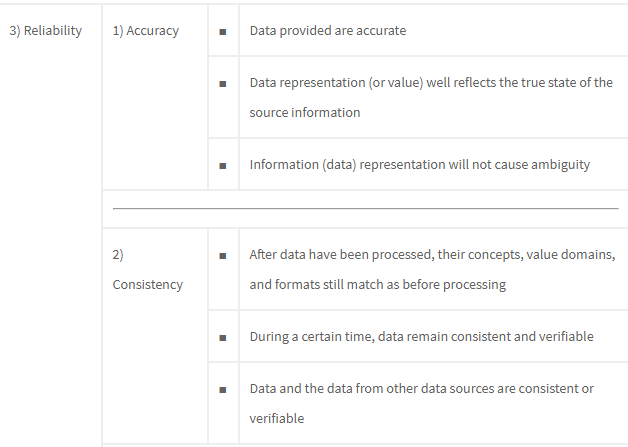 3) Reliability
1) Accuracy
■ Data provided are accurate
■ Data representation (or value) well reflects the true state of the
source information
■ Information (data) representation will not cause ambiguity
2)
Consistency
■ After data have been processed, their concepts, value domains,
and formats still match as before processing
■ During a certain time, data remain consistent and verifiable
■ Data and the data from other data sources are consistent or
verifiable